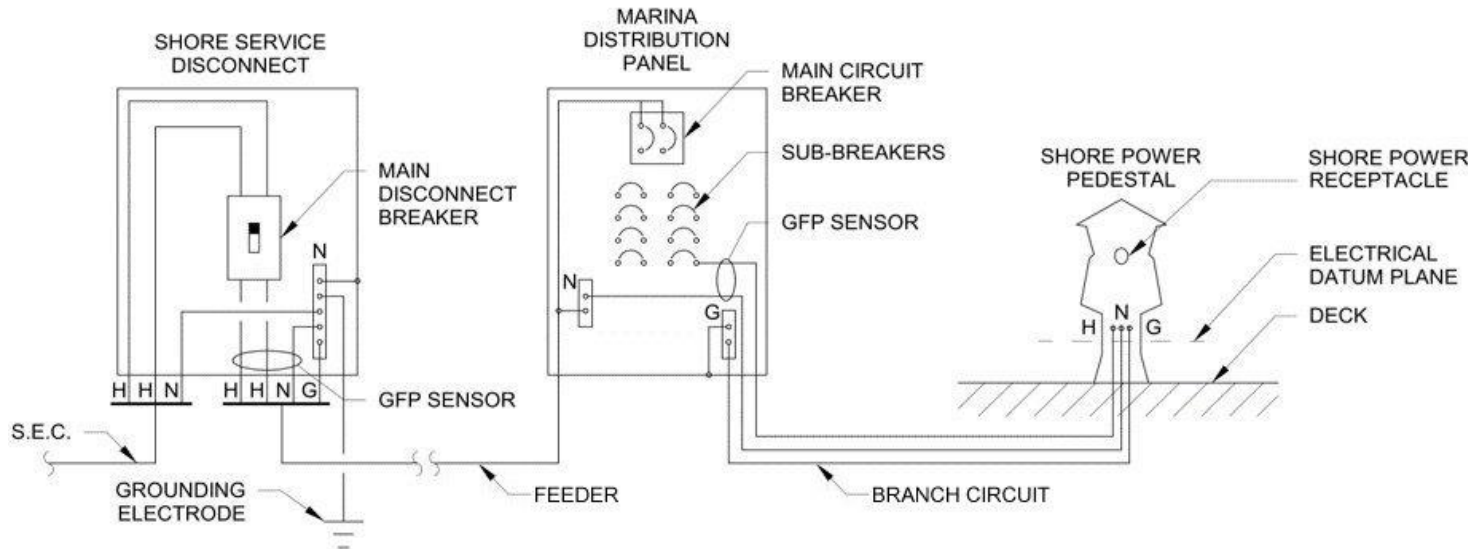 SHORE SERVICE
DISCONNECT
MAIN
DISCONNECT
BREAKER
N
GFP SENSOR
H H N
H H N G
S.E.C.
GROUNDING
ELECTRODE
FEEDER
MARINA
DISTRIBUTION
PANEL
MAIN CIRCUIT
BREAKER
SUB-BREAKERS
GFP SENSOR
N
G
BRANCH CIRCUIT
SHORE POWER
PEDESTAL
SHORE POWER
RECEPTACLE
ELECTRICAL
DATUM PLANE
DECK
H N G